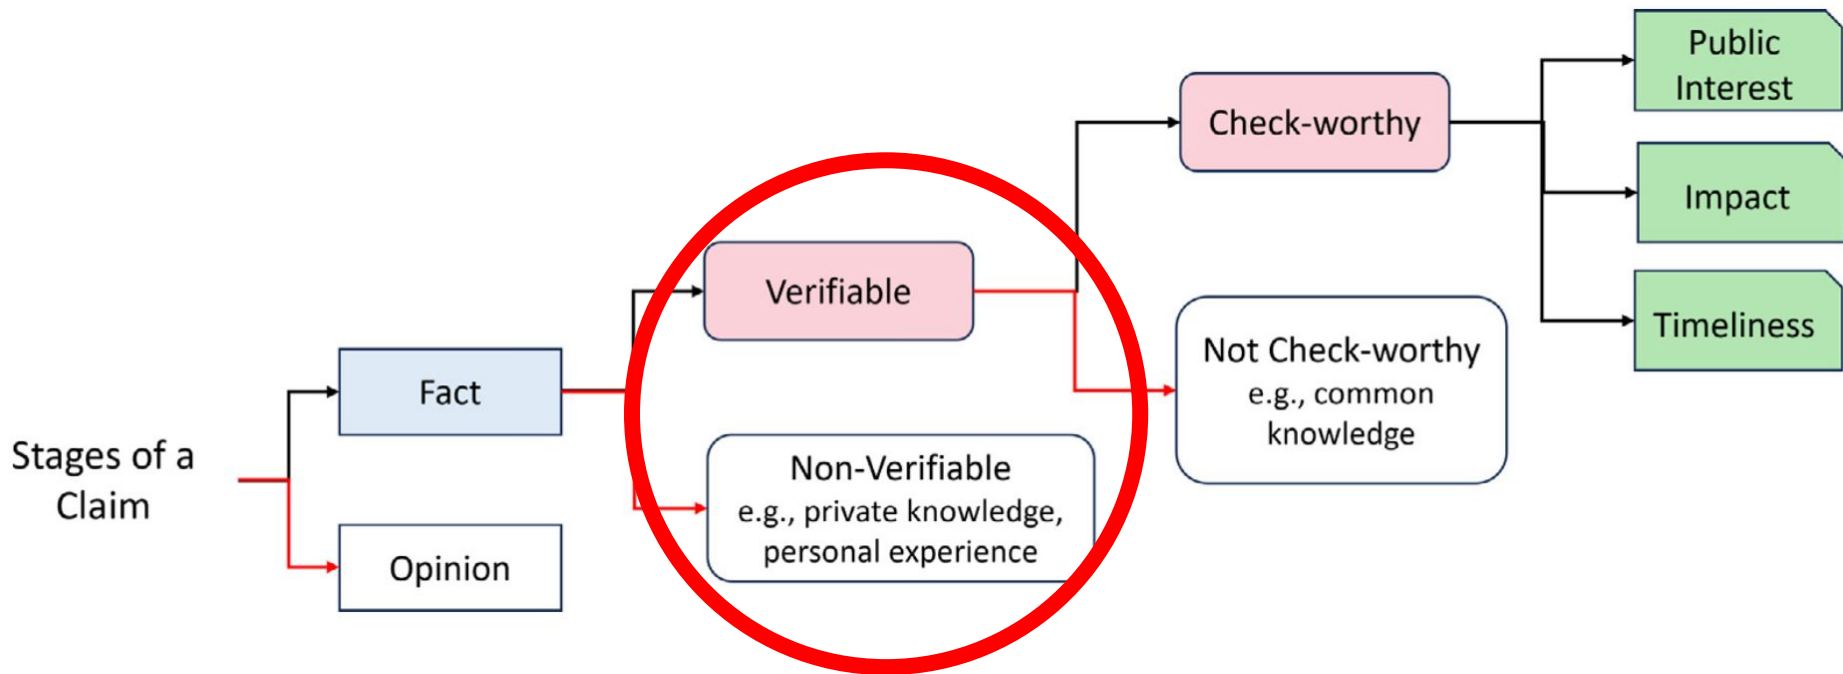 Stages of a
Claim
Fact
Opinion
Verifiable
Non-Verifiable
e.g., private knowledge,
personal experience
Check-worthy
Not Check-worthy
e.g., common
knowledge
Public
Interest
Impact
Timeliness